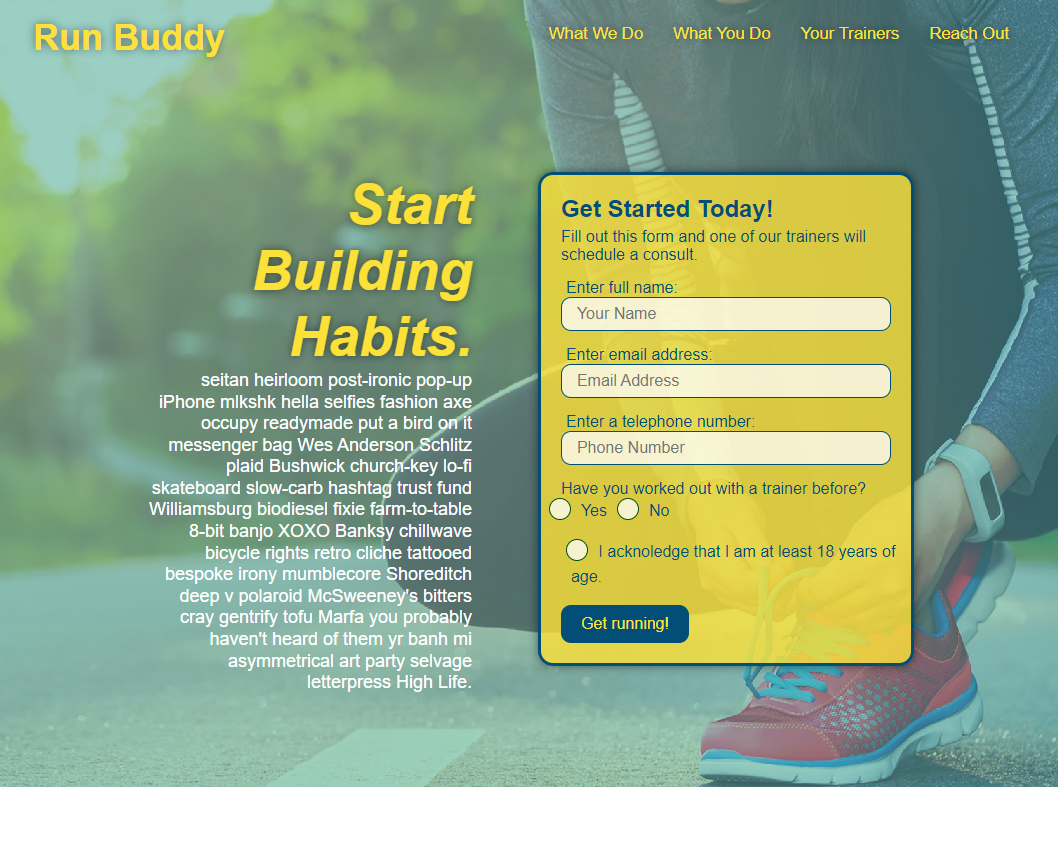 Run Buddy
What We Do What You Do Your Trainers Reach Out
Start
Building
Habits.
seitan heirloom post-ironic pop-up
iPhone mlkshk hella selfies fashion axe
occupy readymade put a bird on it
messenger bag Wes Anderson Schlitz
plaid Bushwick church-key lo-fi
skateboard slow-carb hashtag trust fund
Williamsburg biodiesel fixie farm-to-table
8-bit banjo XOXO Banksy chillwave
bicycle rights retro cliche tattooed
bespoke irony mumblecore Shoreditch
deep v polaroid McSweeney's bitters
cray gentrify tofu Marfa you probably
haven't heard of them yr banh mi
asymmetrical art party selvage
letterpress High Life.
Get Started Today!
Fill out this form and one of our trainers will
schedule a consult.
Enter full name:
Your Name
Enter email address:
Email Address
Enter a telephone number:
Phone Number
Have you worked out with a trainer before?
Yes No
I acknoledge that I am at least 18 years of
age.
Get running!